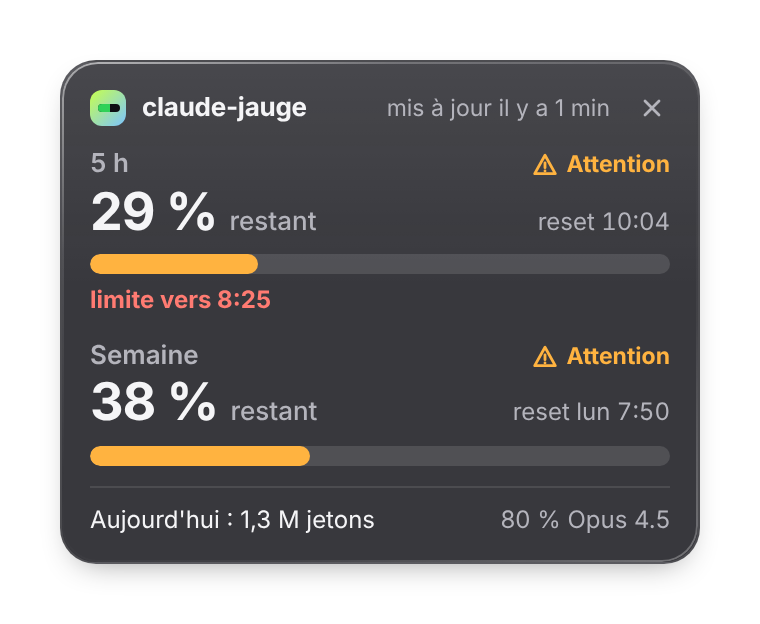 claude-jauge mis à jour il y a 1 min
5 h Attention
29 % restant reset 10:04
limite vers 8:25
Semaine Attention
38 % restant reset lun 7:50
Aujourd'hui : 1,3 M jetons 80 % Opus 4.5